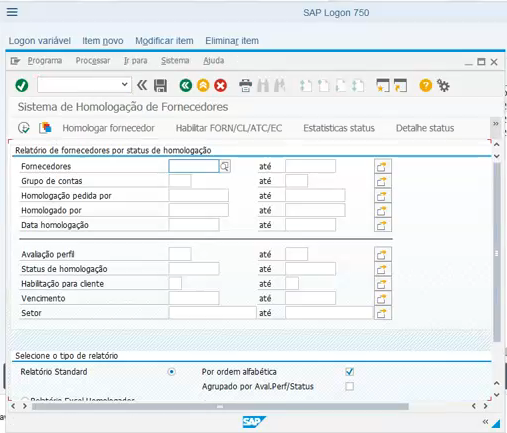 SAP Logon 750
Logon variável Item novo Modificar item Eliminar item
Programa Processar Ir para Sistema Ajuda
Sistema de Homologação de Fornecedores
Homologar fornecedor Habilitar FORN/CL/ATC/EC Estatisticas status Detalhe status
Relatório de fornecedores por status de homologação
Fornecedores até
Grupo de contas até
Homologação pedida por até
Homologado por até
Data homologação até
Avaliação perfil até
Status de homologação até
Habilitação para cliente até
Vencimento até
Setor até
Selecione o tipo de relatório
Relatório Standard Por ordem alfabética
Agrupado por Aval.Perf/Status
Relatório Excel Homologados
SAP